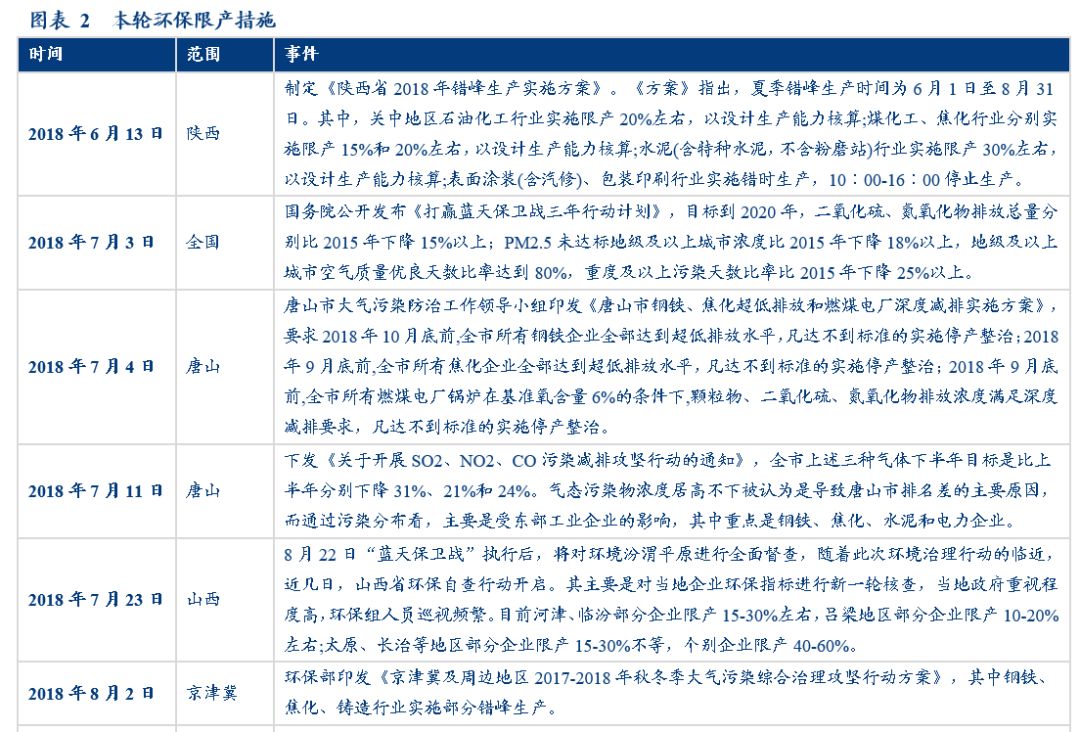 图表 2 本轮环保限产措施
时间 范围 事件
制定《陕西省 2018 年错峰生产实施方案》。《方案》指出，夏季错峰生产时间为 6 月 1 日至 8 月 31
日。其中，关中地区石油化工行业实施限产 20%左右，以设计生产能力核算;煤化工、焦化行业分别实
2018 年 6 月 13 日 陕西
施限产 15%和 20%左右，以设计生产能力核算;水泥(含特种水泥，不含粉磨站)行业实施限产 30%左右，
以设计生产能力核算;表面涂装(含汽修)、包装印刷行业实施错时生产，10：00-16：00 停止生产。
国务院公开发布《打赢蓝天保卫战三年行动计划》，目标到 2020 年，二氧化硫、氮氧化物排放总量分
2018 年 7 月 3 日 全国
别比 2015 年下降 15%以上；PM2.5 未达标地级及以上城市浓度比 2015 年下降 18%以上，地级及以上
城市空气质量优良天数比率达到 80%，重度及以上污染天数比率比 2015 年下降 25%以上。
唐山市大气污染防治工作领导小组印发《唐山市钢铁、焦化超低排放和燃煤电厂深度减排实施方案》，
要求 2018 年 10 月底前,全市所有钢铁企业全部达到超低排放水平，凡达不到标准的实施停产整治；2018
2018 年 7 月 4 日 唐山
年 9 月底前,全市所有焦化企业全部达到超低排放水平，凡达不到标准的实施停产整治；2018 年 9 月底
前,全市所有燃煤电厂锅炉在基准氧含量 6%的条件下,颗粒物、二氧化硫、氮氧化物排放浓度满足深度
减排要求，凡达不到标准的实施停产整治。
下发《关于开展 SO2、NO2、CO 污染减排攻坚行动的通知》，全市上述三种气体下半年目标是比上
2018 年 7 月 11 日 唐山
半年分别下降 31%、21%和 24%。气态污染物浓度居高不下被认为是导致唐山市排名差的主要原因，
而通过污染分布看，主要是受东部工业企业的影响，其中重点是钢铁、焦化、水泥和电力企业。
8 月 22 日“蓝天保卫战”执行后，将对环境汾渭平原进行全面督查，随着此次环境治理行动的临近，
近几日，山西省环保自查行动开启。其主要是对当地企业环保指标进行新一轮核查，当地政府重视程
2018 年 7 月 23 日 山西
度高，环保组人员巡视频繁。目前河津、临汾部分企业限产 15-30%左右，吕梁地区部分企业限产 10-20%
左右;太原、长治等地区部分企业限产 15-30%不等，个别企业限产 40-60%。
环保部印发《京津冀及周边地区 2017-2018 年秋冬季大气污染综合治理攻坚行动方案》，其中钢铁、
2018 年 8 月 2 日 京津冀
焦化、铸造行业实施部分错峰生产。